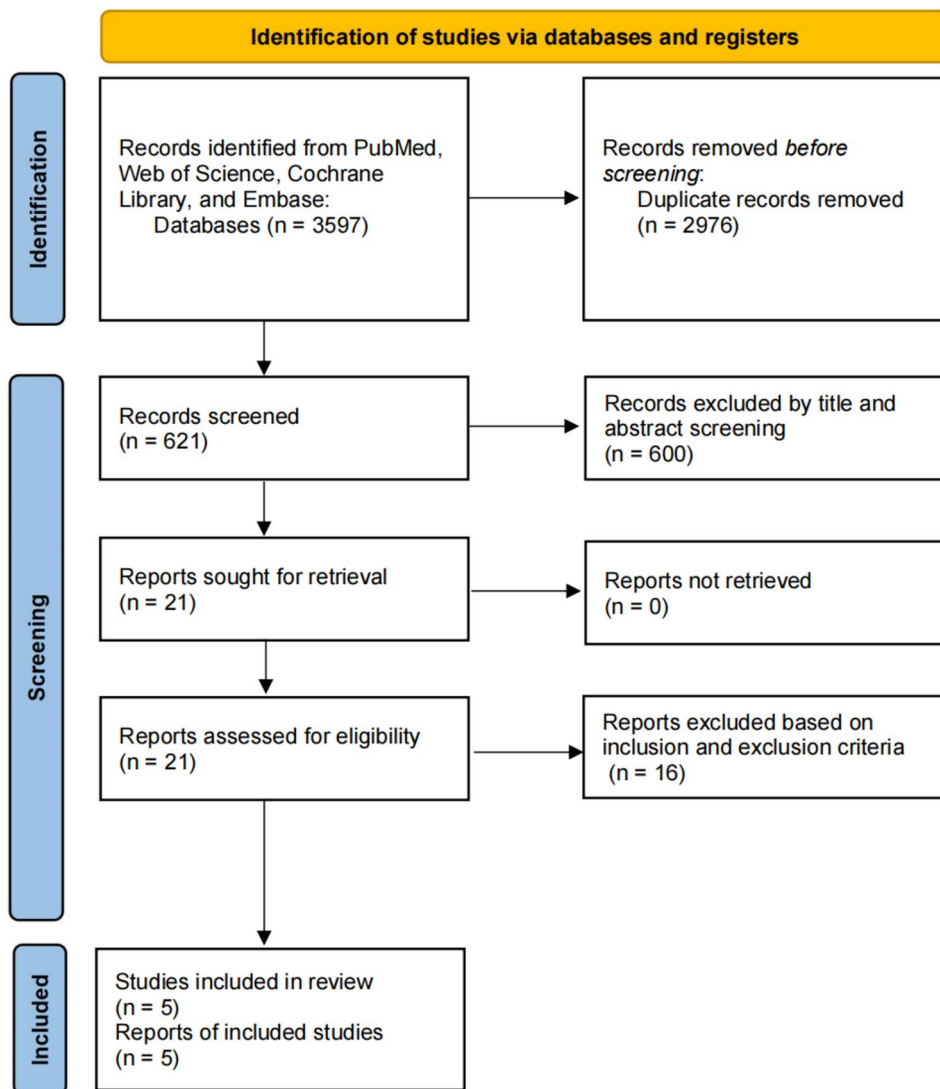 Identification of studies via databases and registers
Identification
Records identified from PubMed,
Web of Science, Cochrane
Library, and Embase:
Databases (n = 3597)
Records removed before
screening:
Duplicate records removed
(n = 2976)
Screening
Records screened
(n = 621)
Records excluded by title and
abstract screening
(n = 600)
Reports sought for retrieval
(n = 21)
Reports not retrieved
(n = 0)
Reports assessed for eligibility
(n = 21)
Reports excluded based on
inclusion and exclusion criteria
(n = 16)
Included
Studies included in review
(n = 5)
Reports of included studies
(n = 5)